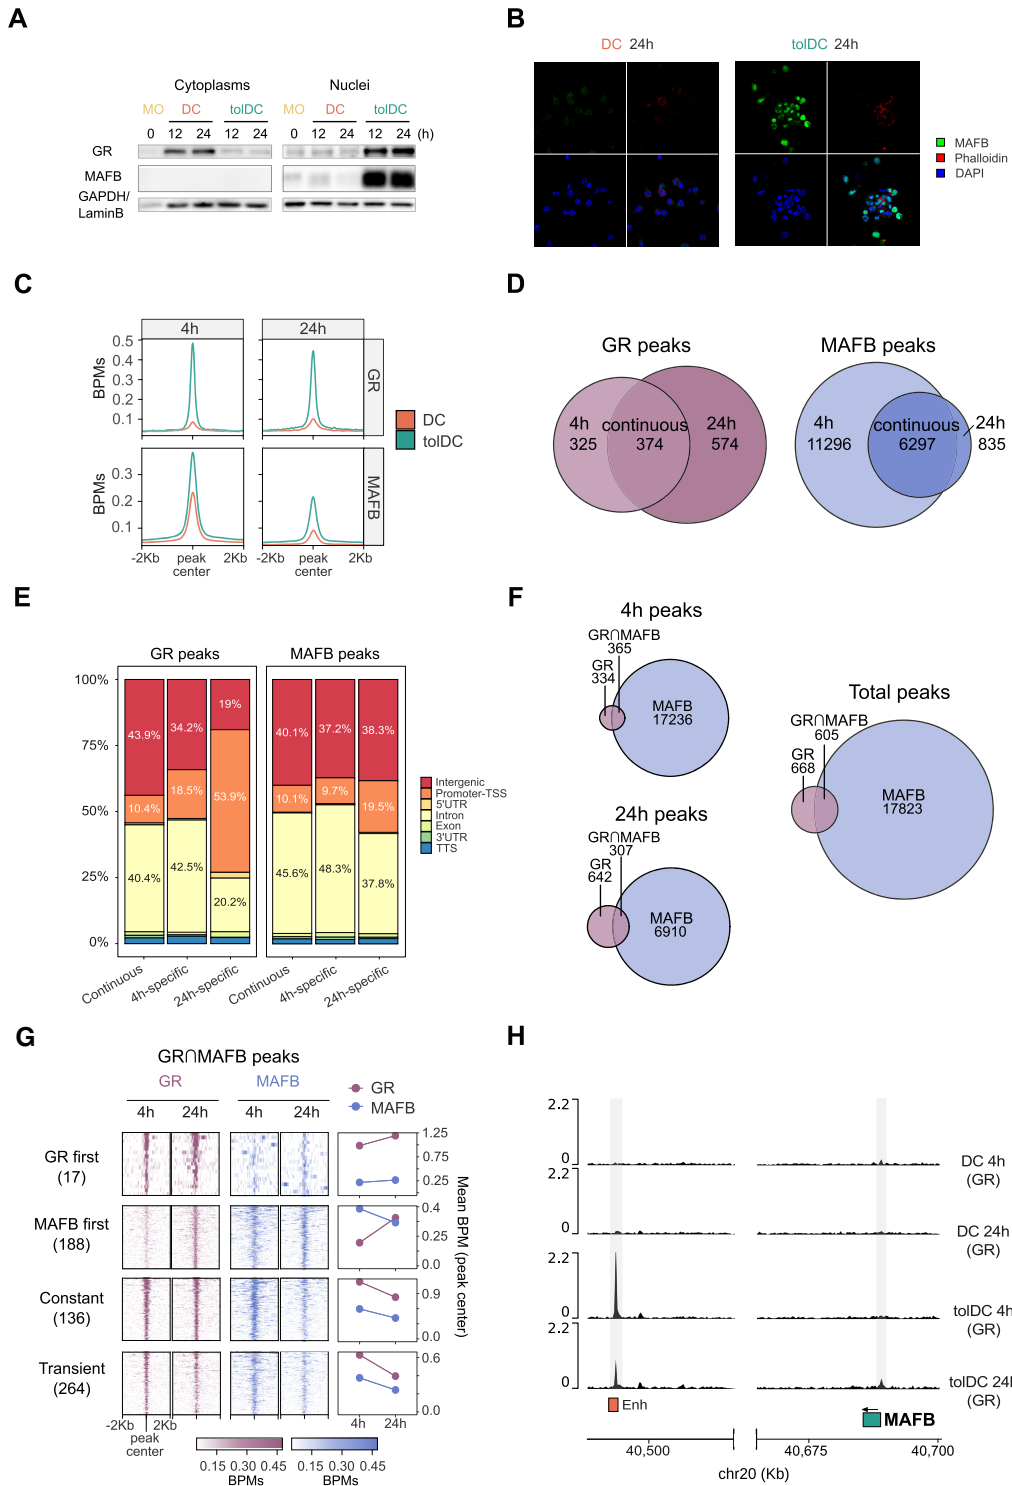 A
Cytoplasms
Nuclei
MO DC tolDC
MO DC tolDC
0 12 24 12 24
0 12 24 12 24 (h)
GR
MAFB
GAPDH/
LaminB
B
DC 24h
tolDC 24h
MAFB
Phalloidin
DAPI
C
4h
24h
0.5
0.4
0.3
0.2
0.1
BPMs
GR
0.3
0.2
0.1
BPMs
MAFB
-2Kb peak center 2Kb
-2Kb peak center 2Kb
DC
tolDC
D
GR peaks
4h
325
continuous
374
24h
574
MAFB peaks
4h
11296
continuous
6297
24h
835
E
GR peaks
MAFB peaks
100%
75%
50%
25%
0%
43.9%
10.4%
40.4%
34.2%
18.5%
42.5%
19%
53.9%
20.2%
40.1%
10.1%
45.6%
37.2%
9.7%
48.3%
38.3%
19.5%
37.8%
Continuous
4h-specific
24h-specific
Continuous
4h-specific
24h-specific
Intergenic
Promoter-TSS
5'UTR
Intron
Exon
3'UTR
TTS
F
4h peaks
GR∩MAFB
365
GR
334
MAFB
17236
24h peaks
GR∩MAFB
307
GR
642
MAFB
6910
Total peaks
GR∩MAFB
605
GR
668
MAFB
17823
G
GR∩MAFB peaks
GR
MAFB
4h 24h
4h 24h
GR
MAFB
GR first
(17)
MAFB first
(188)
Constant
(136)
Transient
(264)
1.25
0.75
0.25
0.4
0.25
0.0
0.9
0.0
0.6
0.0
Mean BPM (peak center)
4h 24h
-2Kb 2Kb
peak
center
0.15 0.30 0.45
BPMs
0.15 0.30 0.45
BPMs
H
2.2
0
DC 4h
(GR)
2.2
0
DC 24h
(GR)
2.2
0
tolDC 4h
(GR)
2.2
0
tolDC 24l
(GR)
Enh
MAFB
40,500
40,675
40,700
chr20 (Kb)